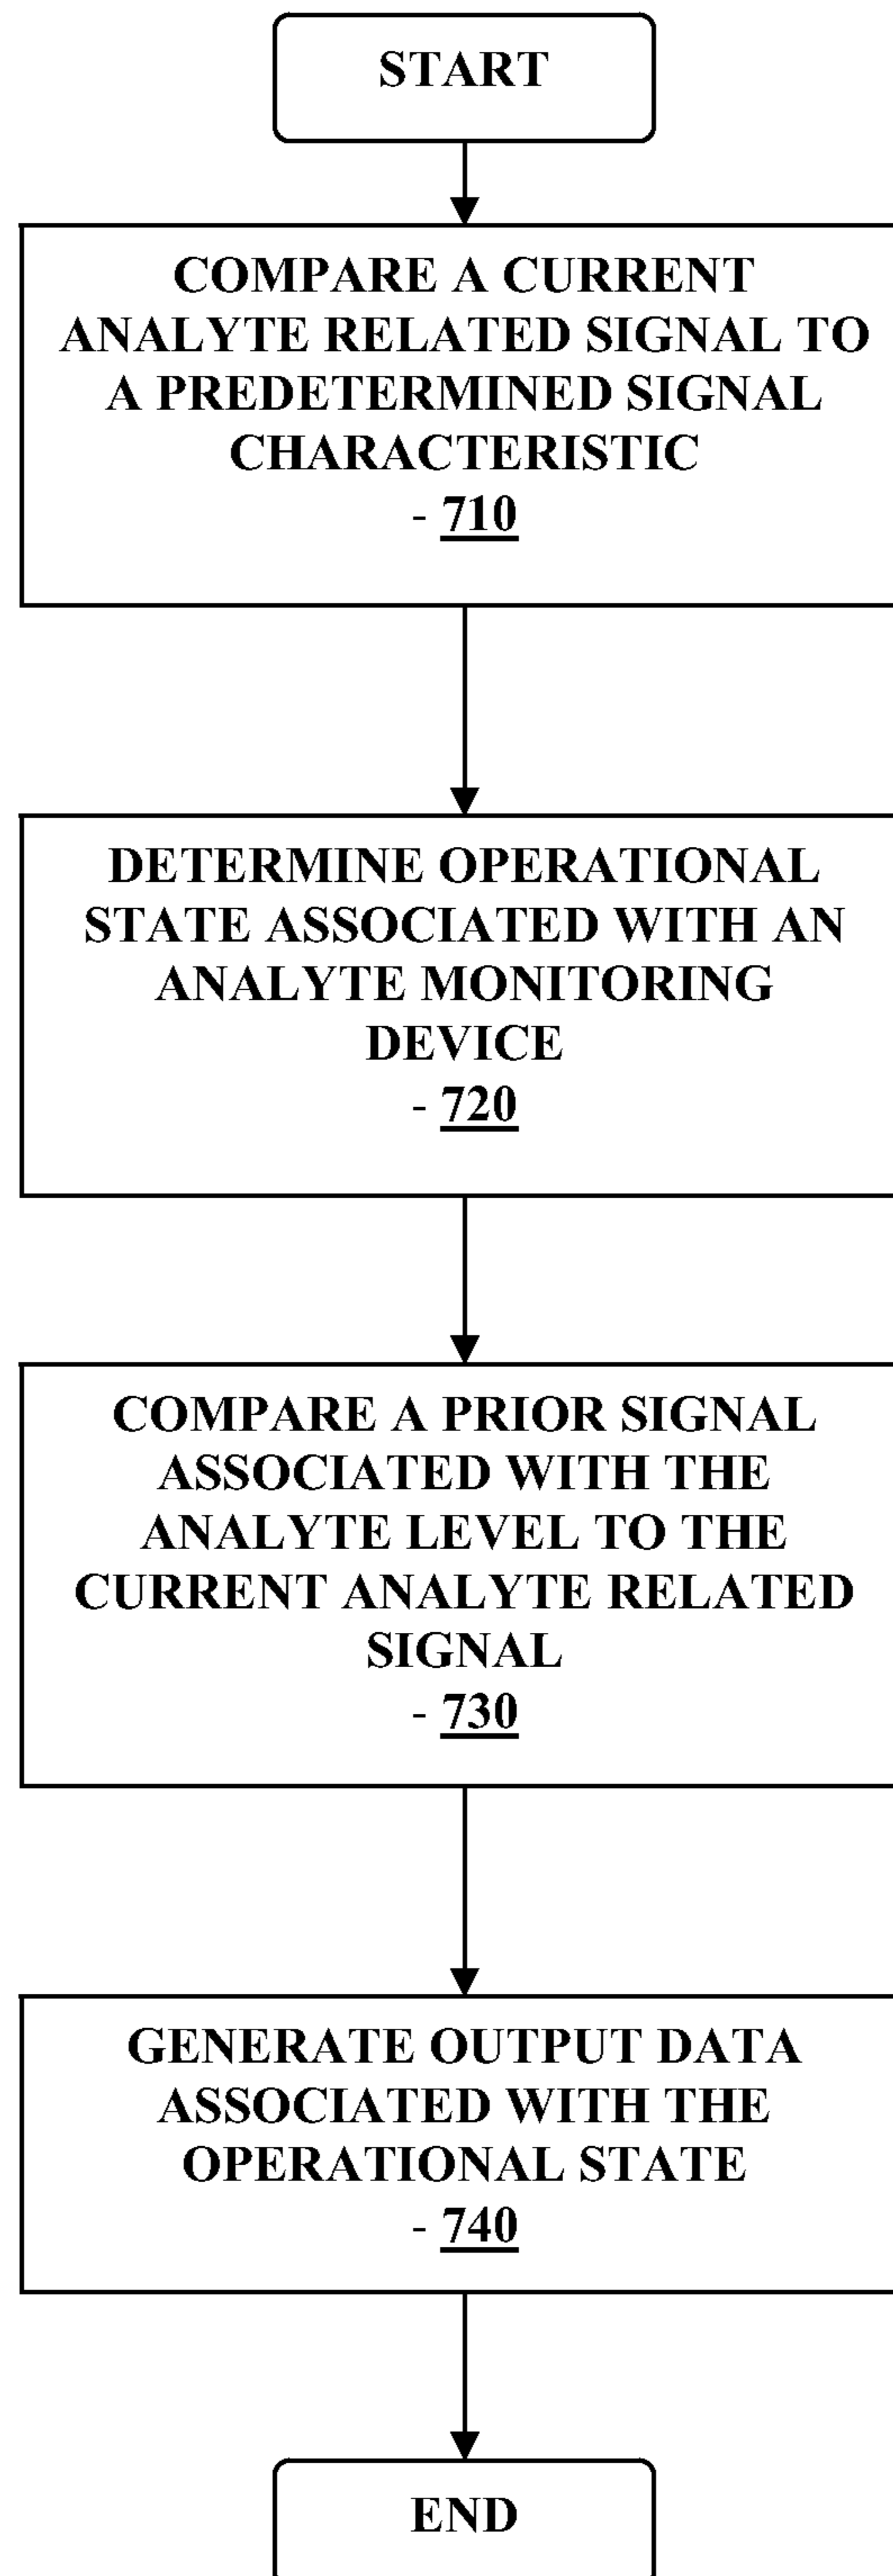 START
COMPARE A CURRENT
ANALYTE RELATED SIGNAL TO
A PREDETERMINED SIGNAL
CHARACTERISTIC
- 710
DETERMINE OPERATIONAL
STATE ASSOCIATED WITH AN
ANALYTE MONITORING
DEVICE
- 720
COMPARE A PRIOR SIGNAL
ASSOCIATED WITH THE
ANALYTE LEVEL TO THE
CURRENT ANALYTE RELATED
SIGNAL
- 730
GENERATE OUTPUT DATA
ASSOCIATED WITH THE
OPERATIONAL STATE
- 740
END